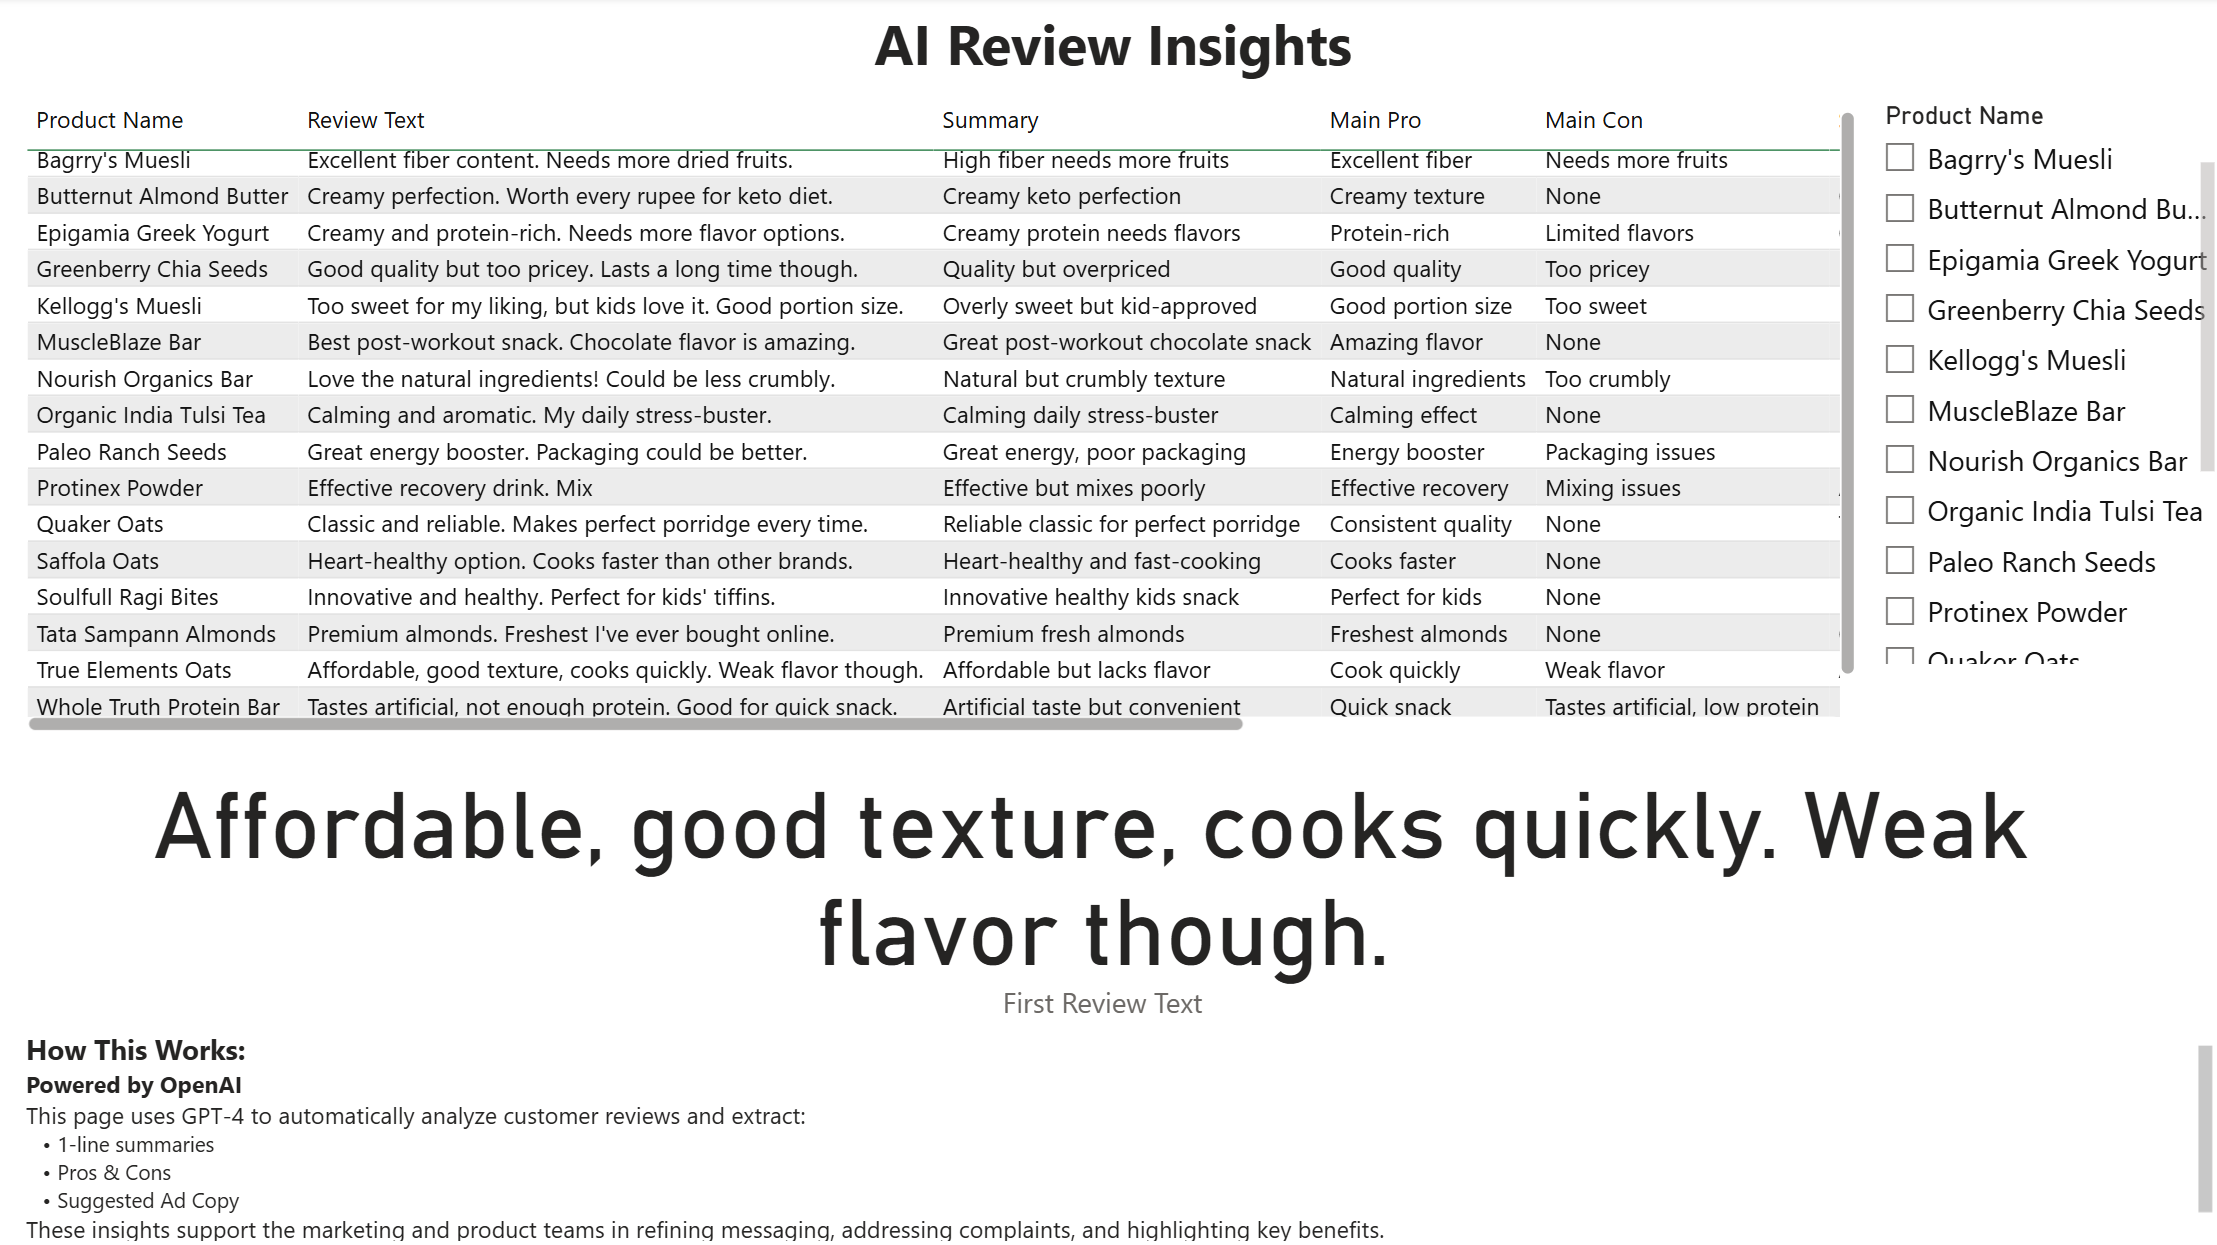 AI Review Insights
Product Name Review Text Summary Main Pro Main Con
Bagrry's Muesli Excellent fiber content. Needs more dried fruits. High fiber needs more fruits Excellent fiber Needs more fruits
Butternut Almond Butter Creamy perfection. Worth every rupee for keto diet. Creamy keto perfection Creamy texture None
Epigamia Greek Yogurt Creamy and protein-rich. Needs more flavor options. Creamy protein needs flavors Protein-rich Limited flavors
Greenberry Chia Seeds Good quality but too pricey. Lasts a long time though. Quality but overpriced Good quality Too pricey
Kellogg's Muesli Too sweet for my liking, but kids love it. Good portion size. Overly sweet but kid-approved Good portion size Too sweet
MuscleBlaze Bar Best post-workout snack. Chocolate flavor is amazing. Great post-workout chocolate snack Amazing flavor None
Nourish Organics Bar Love the natural ingredients! Could be less crumbly. Natural but crumbly texture Natural ingredients Too crumbly
Organic India Tulsi Tea Calming and aromatic. My daily stress-buster. Calming daily stress-buster Calming effect None
Paleo Ranch Seeds Great energy booster. Packaging could be better. Great energy, poor packaging Energy booster Packaging issues
Protinex Powder Effective recovery drink. Mix Effective but mixes poorly Effective recovery Mixing issues
Quaker Oats Classic and reliable. Makes perfect porridge every time. Reliable classic for perfect porridge Consistent quality None
Saffola Oats Heart-healthy option. Cooks faster than other brands. Heart-healthy and fast-cooking Cooks faster None
Soulfull Ragi Bites Innovative and healthy. Perfect for kids' tiffins. Innovative healthy kids snack Perfect for kids None
Tata Sampann Almonds Premium almonds. Freshest I've ever bought online. Premium fresh almonds Freshest almonds None
True Elements Oats Affordable, good texture, cooks quickly. Weak flavor though. Affordable but lacks flavor Cook quickly Weak flavor
Whole Truth Protein Bar Tastes artificial, not enough protein. Good for quick snack. Artificial taste but convenient Quick snack Tastes artificial, low protein
Product Name
Bagrry's Muesli
Butternut Almond Bu...
Epigamia Greek Yogurt
Greenberry Chia Seeds
Kellogg's Muesli
MuscleBlaze Bar
Nourish Organics Bar
Organic India Tulsi Tea
Paleo Ranch Seeds
Protinex Powder
Quaker Oats
Affordable, good texture, cooks quickly. Weak
flavor though.
First Review Text
How This Works:
Powered by OpenAI
This page uses GPT-4 to automatically analyze customer reviews and extract:
• 1-line summaries
• Pros & Cons
• Suggested Ad Copy
These insights support the marketing and product teams in refining messaging, addressing complaints, and highlighting key benefits.